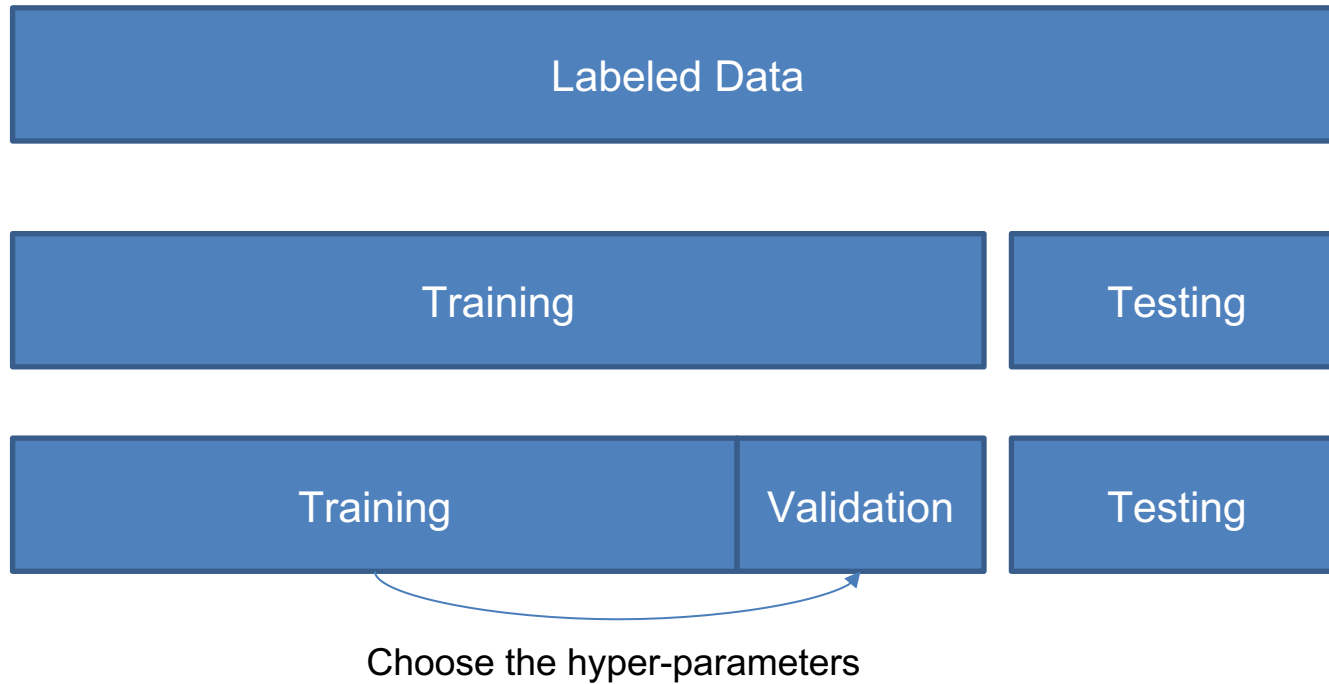 Labeled Data
Training
Testing
Training
Validation
Testing
Choose the hyper-parameters